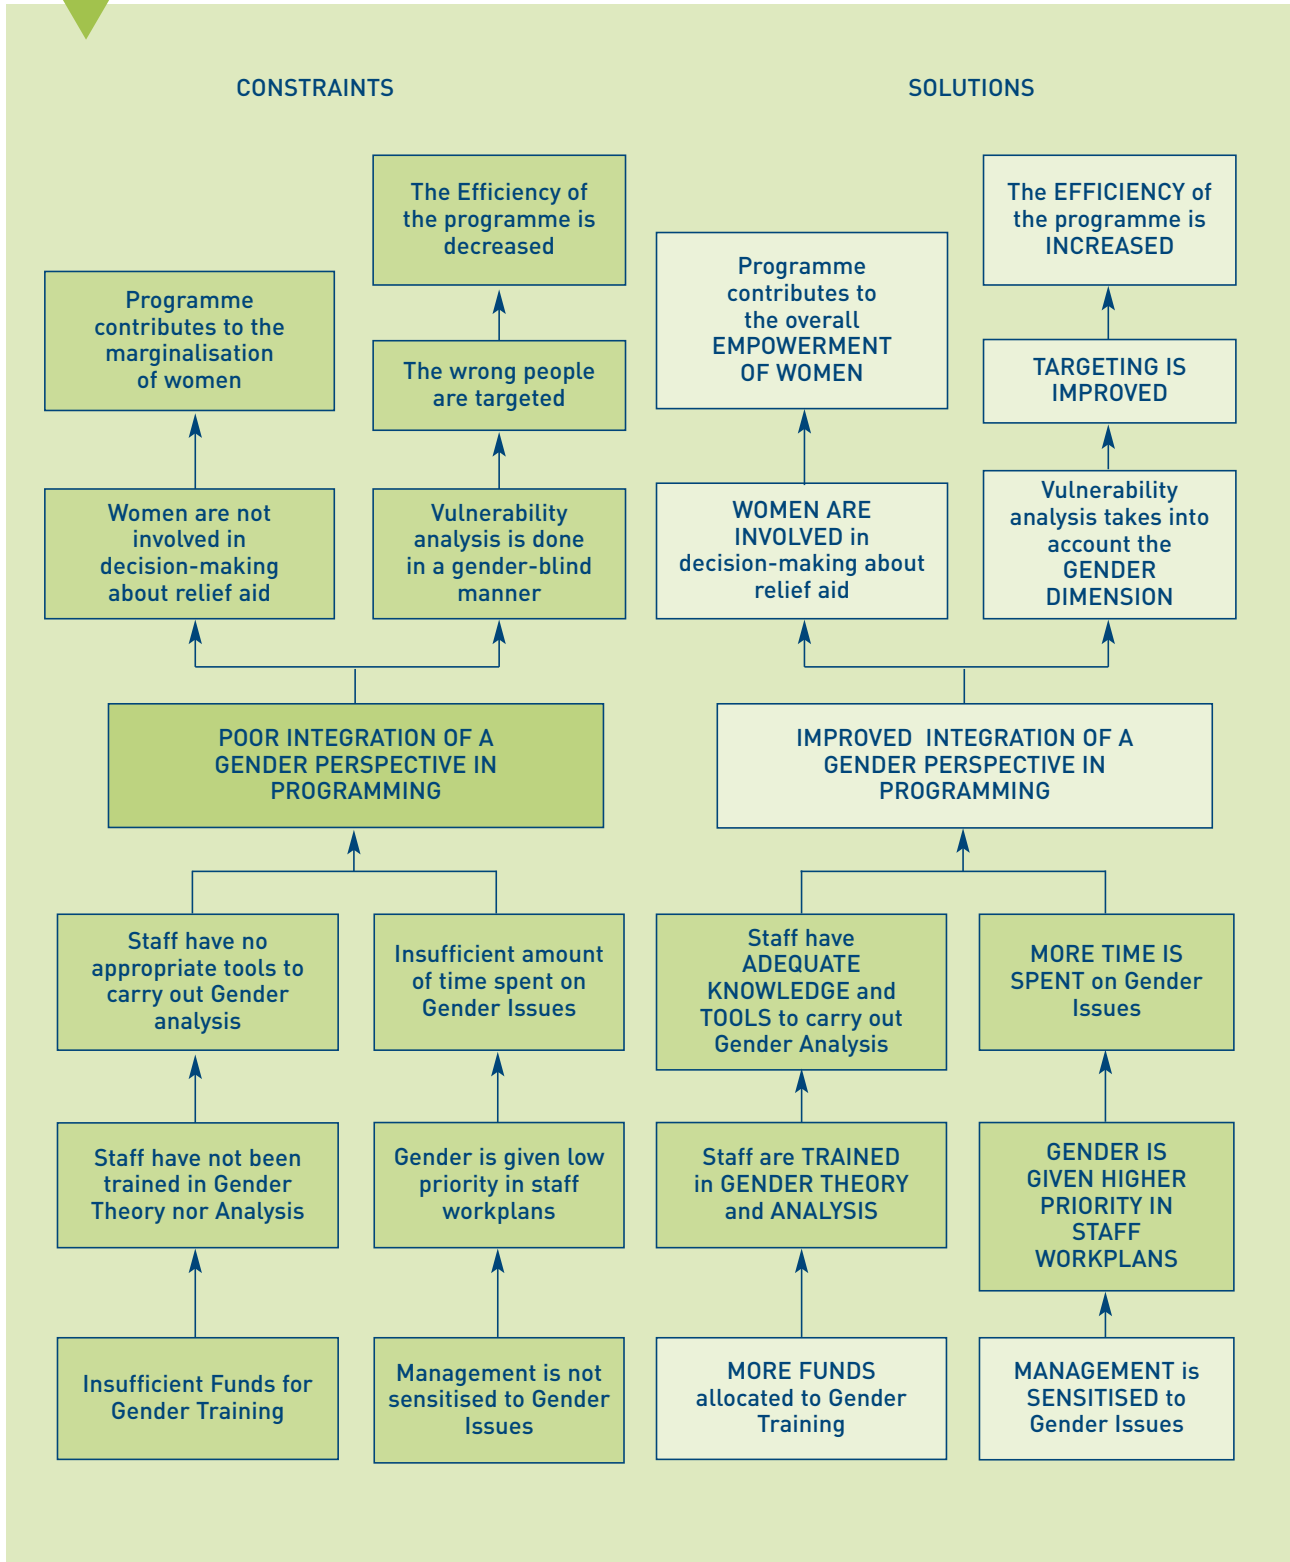 CONSTRAINTS
The Efficiency of
the programme is
decreased
Programme
contributes to the
marginalisation
of women
The wrong people
are targeted
Women are not
involved in
decision-making
about relief aid
Vulnerability
analysis is done
in a gender-blind
manner
POOR INTEGRATION OF A
GENDER PERSPECTIVE IN
PROGRAMMING
Staff have no
appropriate tools to
carry out Gender
analysis
Insufficient amount
of time spent on
Gender Issues
Staff have not been
trained in Gender
Theory nor Analysis
Gender is given low
priority in staff
workplans
Insufficient Funds for
Gender Training
Management is not
sensitised to Gender
Issues
SOLUTIONS
The EFFICIENCY of
the programme is
INCREASED
Programme
contributes to
the overall
EMPOWERMENT
OF WOMEN
TARGETING IS
IMPROVED
WOMEN ARE
INVOLVED in
decision-making about
relief aid
Vulnerability
analysis takes into
account the
GENDER
DIMENSION
IMPROVED INTEGRATION OF A
GENDER PERSPECTIVE IN
PROGRAMMING
Staff have
ADEQUATE
KNOWLEDGE and
TOOLS to carry out
Gender Analysis
MORE TIME IS
SPENT on Gender
Issues
Staff are TRAINED
in GENDER THEORY
and ANALYSIS
GENDER IS
GIVEN HIGHER
PRIORITY IN
STAFF
WORKPLANS
MORE FUNDS
allocated to Gender
Training
MANAGEMENT is
SENSITISED to
Gender Issues